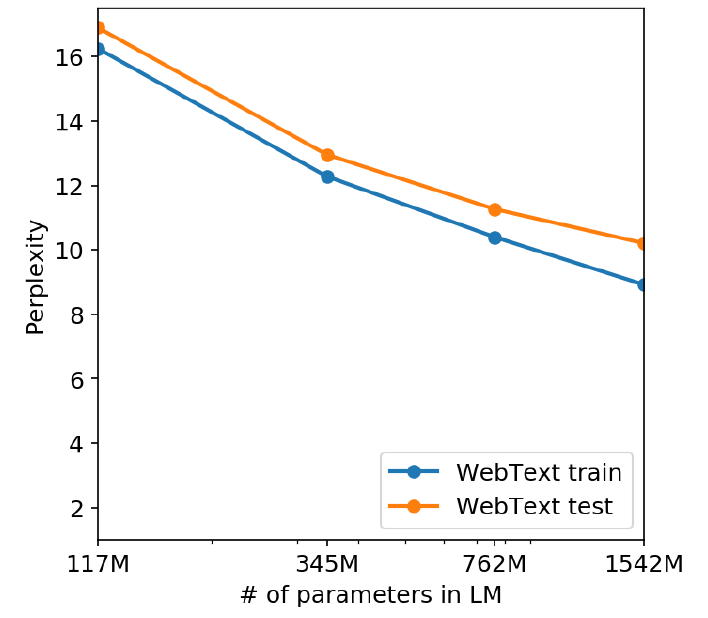 16
14
12
10
8
6
4
2
Perplexity
WebText train
WebText test
117M 345M 762M 1542M
# of parameters in LM